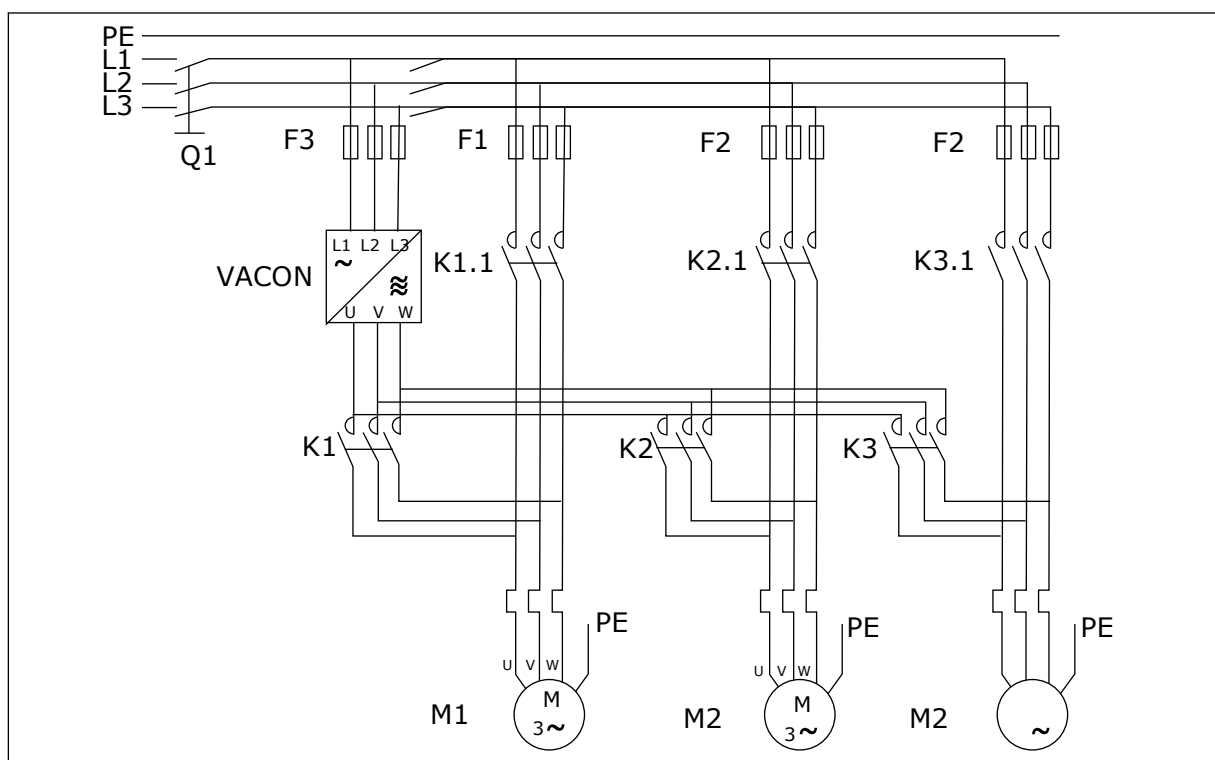 PE
L1
L2
L3
Q1
F3
F1
F2
F2
L1 L2 L3
~
≋
U V W
VACON
K1.1
K2.1
K3.1
K1
K2
K3
PE
PE
PE
U V W
U V W
M1
M
3~
M2
M
3~
M2
~